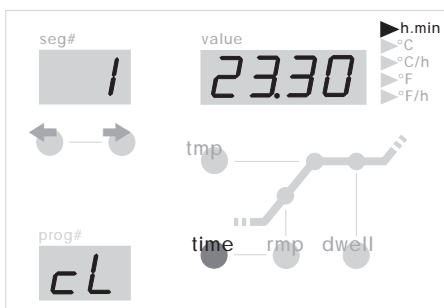 seg#
value
h.min
°C
°C/h
°F
°F/h
1
23.30
tmp
prog#
time rmp dwell
cL